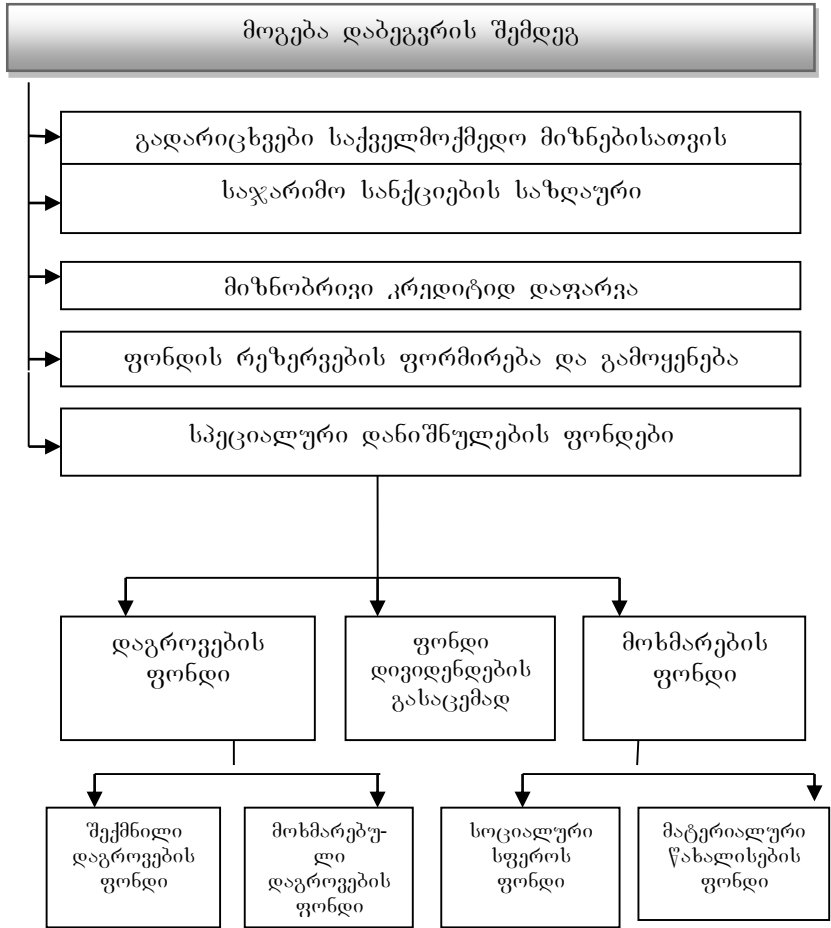 მოგება დაბეგვრის შემდეგ
გადარიცხვები საქველმოქმედო მიზნებისათვის
საჯარიმო სანქციების საზღაური
მიზნობრივი კრედიტიდ დაფარვა
ფონდის რეზერვების ფორმირება და გამოყენება
სპეციალური დანიშნულების ფონდები
დაგროვების
ფონდი
ფონდი
დივიდენდების
გასაცემად
მოხმარების
ფონდი
შექმნილი
დაგროვების
ფონდი
მოხმარებუ-
ლი
დაგროვების
ფონდი
სოციალური
სფეროს
ფონდი
მატერიალური
წახალისების
ფონდი